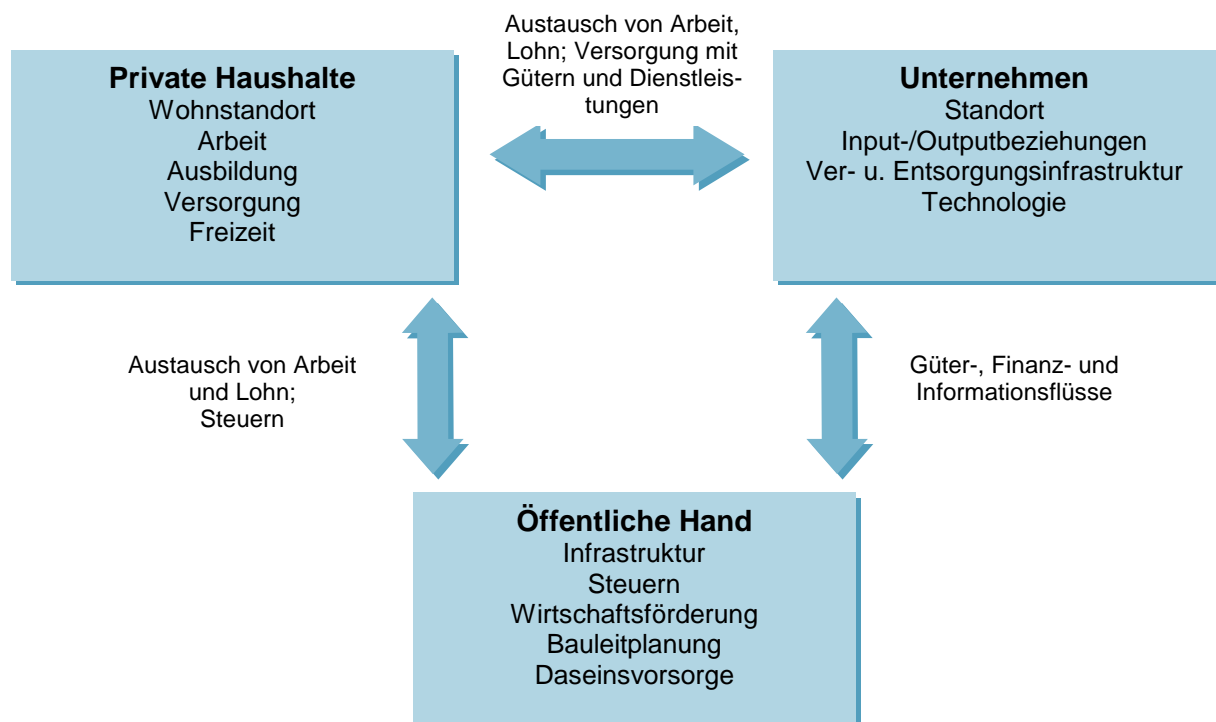 Austausch von Arbeit,
Lohn; Versorgung mit
Gütern und Dienstleis-
tungen
Private Haushalte
Wohnstandort
Arbeit
Ausbildung
Versorgung
Freizeit
Unternehmen
Standort
Input-/Outputbeziehungen
Ver- u. Entsorgungsinfrastruktur
Technologie
Austausch von Arbeit
und Lohn;
Steuern
Güter-, Finanz- und
Informationsflüsse
Öffentliche Hand
Infrastruktur
Steuern
Wirtschaftsförderung
Bauleitplanung
Daseinsvorsorge